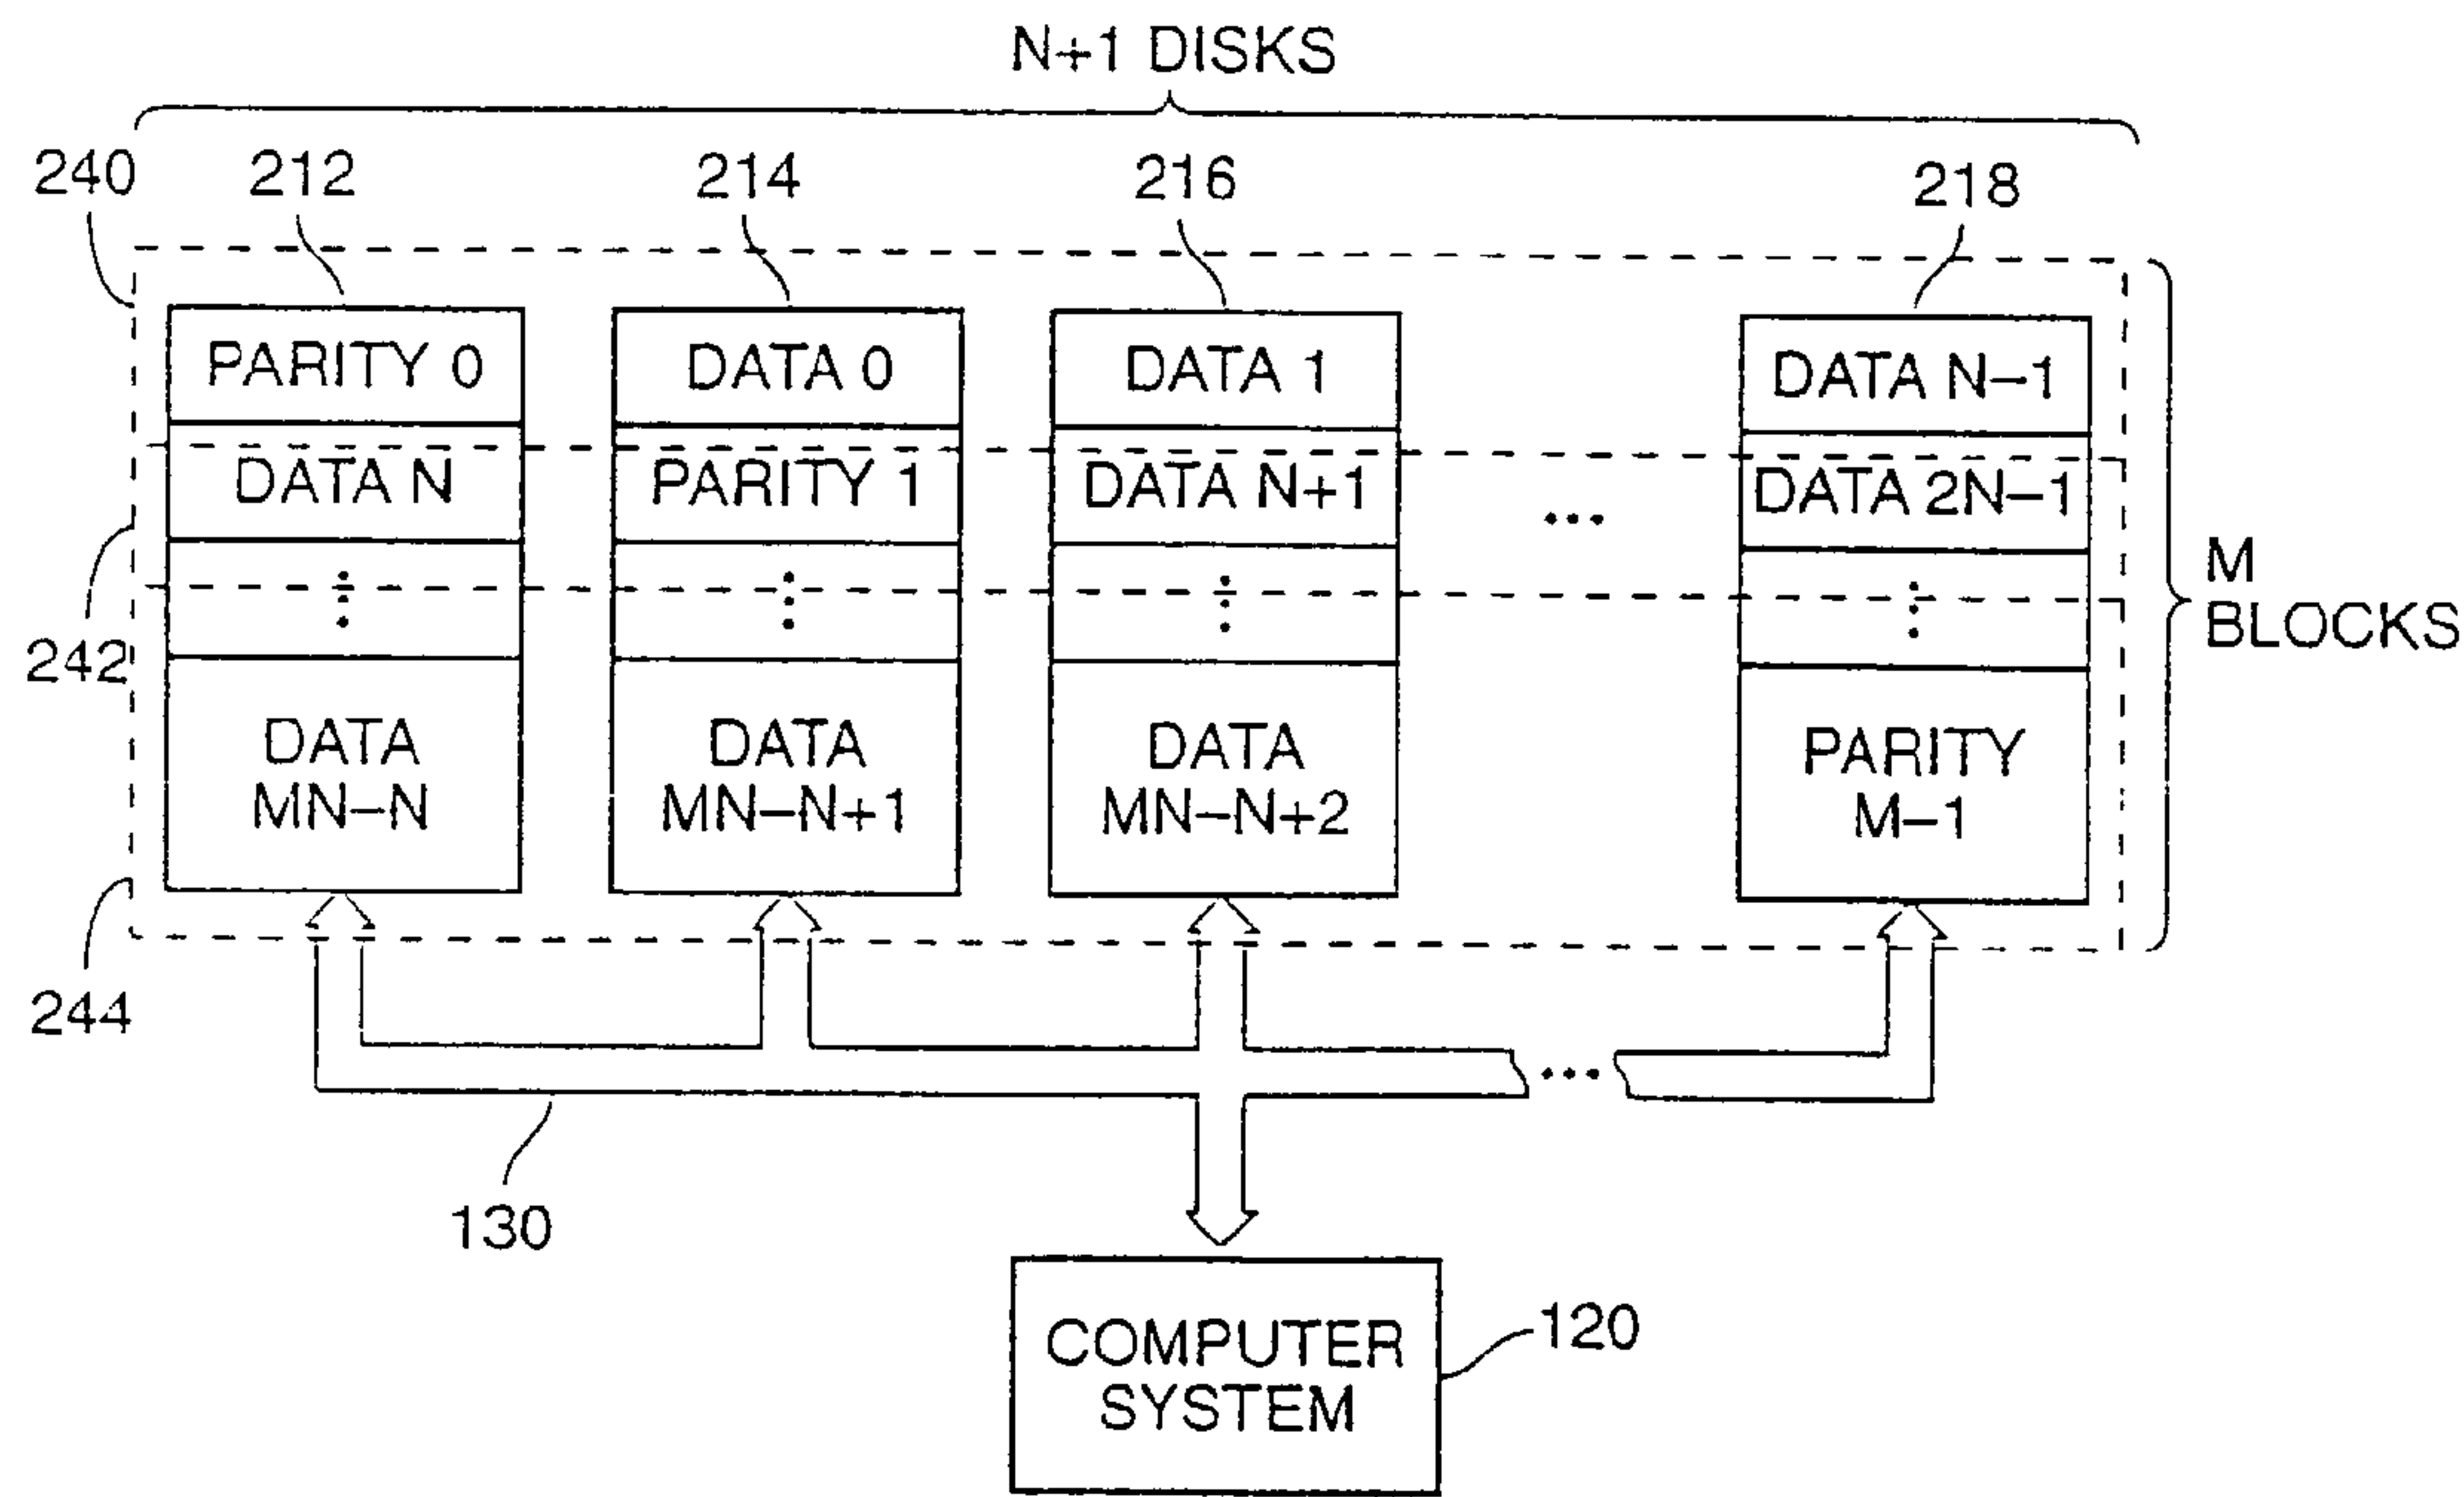 N+1 DISKS
240
212
214
216
218
PARITY 0
DATA 0
DATA 1
DATA N–1
DATA N
PARITY 1
DATA N+1
...
DATA 2N–1
M
BLOCKS
242
DATA
MN–N
DATA
MN–N+1
DATA
MN–N+2
PARITY
M–1
244
...
130
COMPUTER
SYSTEM
120